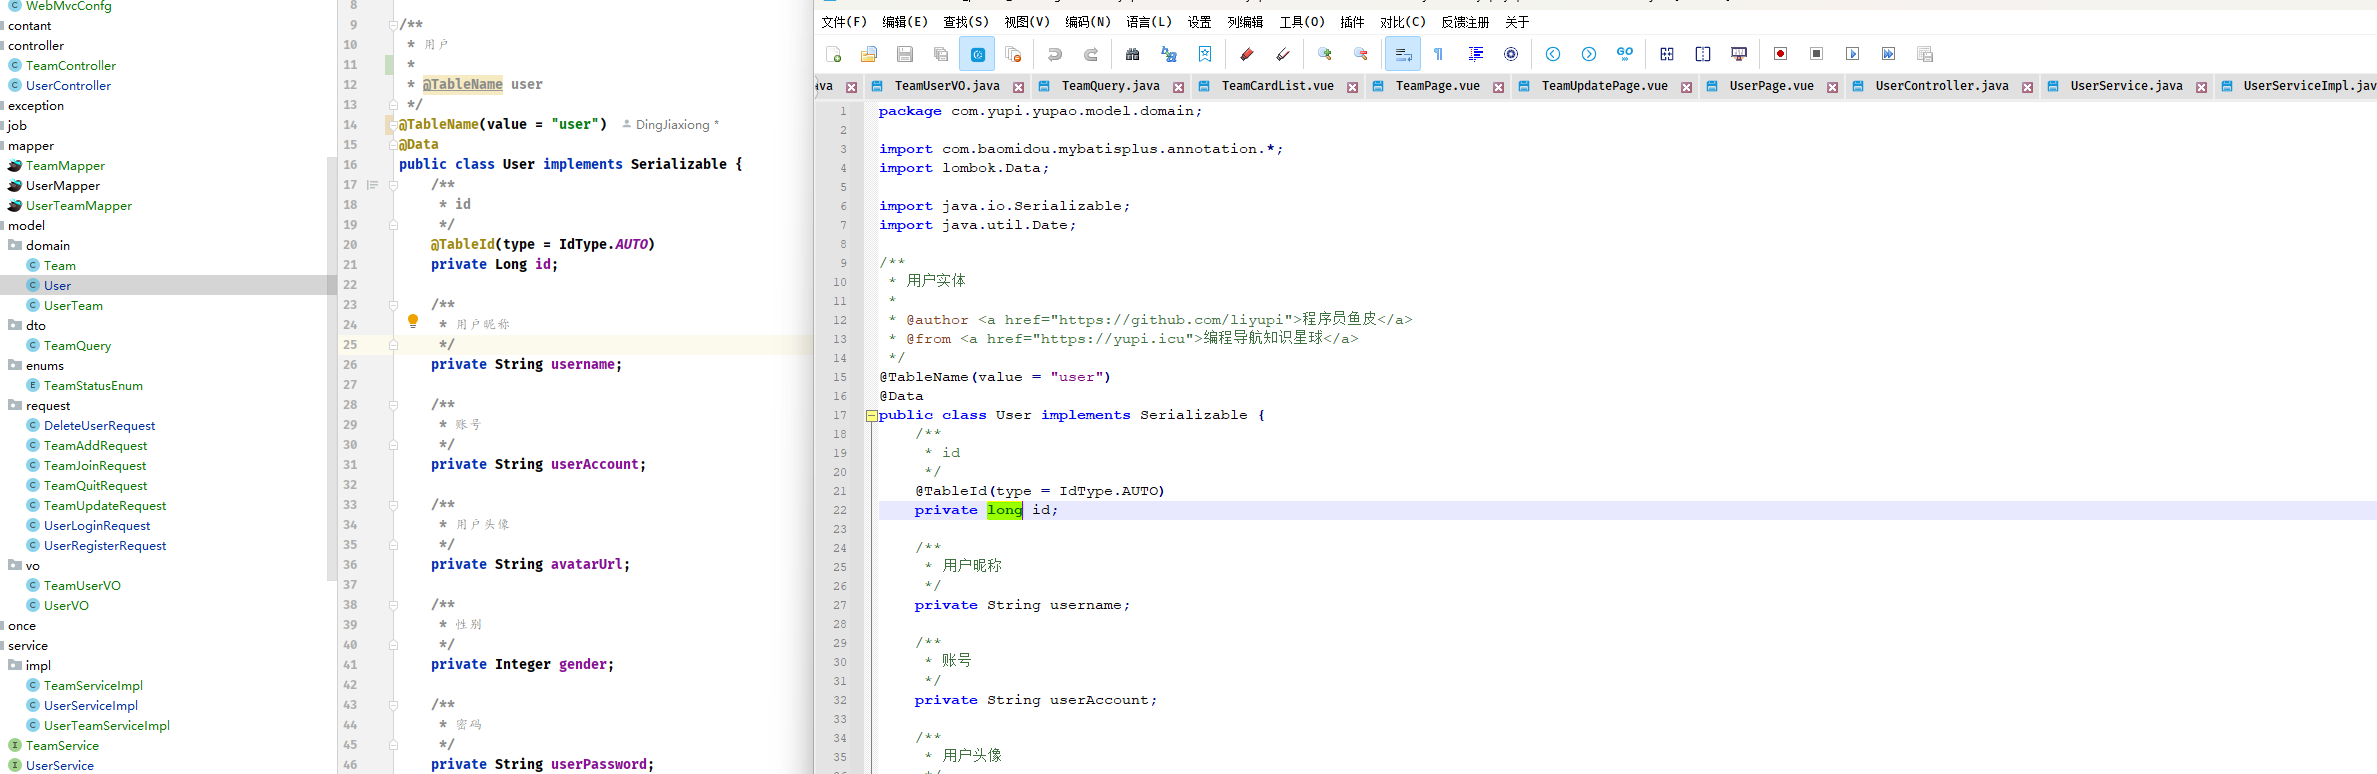 WebMvcConfg
contant
controller
TeamController
UserController
exception
job
mapper
TeamMapper
UserMapper
UserTeamMapper
model
domain
Team
User
UserTeam
dto
TeamQuery
enums
TeamStatusEnum
request
DeleteUserRequest
TeamAddRequest
TeamJoinRequest
TeamQuitRequest
TeamUpdateRequest
UserLoginRequest
UserRegisterRequest
vo
TeamUserVO
UserVO
once
service
impl
TeamServiceImpl
UserServiceImpl
UserTeamServiceImpl
TeamService
UserService
8
9 /**
10 * 用户
11 *
12 * @TableName user
13 */
14 @TableName(value = "user") DingJiaxiong *
15 @Data
16 public class User implements Serializable {
17 /**
18 * id
19 */
20 @TableId(type = IdType.AUTO)
21 private Long id;
22
23 /**
24 * 用户昵称
25 */
26 private String username;
27
28 /**
29 * 账号
30 */
31 private String userAccount;
32
33 /**
34 * 用户头像
35 */
36 private String avatarUrl;
37
38 /**
39 * 性别
40 */
41 private Integer gender;
42
43 /**
44 * 密码
45 */
46 private String userPassword;
文件(F) 编辑(E) 查找(S) 视图(V) 编码(N) 语言(L) 设置 列编辑 工具(O) 插件 对比(C) 反馈注册 关于
GO
ava TeamUserVO.java TeamQuery.java TeamCardList.vue TeamPage.vue TeamUpdatePage.vue UserPage.vue UserController.java UserService.java UserServiceImpl.jav
1 package com.yupi.yupao.model.domain;
2
3 import com.baomidou.mybatisplus.annotation.*;
4 import lombok.Data;
5
6 import java.io.Serializable;
7 import java.util.Date;
8
9 /**
10 * 用户实体
11 *
12 * @author <a href="https://github.com/liyupi">程序员鱼皮</a>
13 * @from <a href="https://yupi.icu">编程导航知识星球</a>
14 */
15 @TableName(value = "user")
16 @Data
17 public class User implements Serializable {
18 /**
19 * id
20 */
21 @TableId(type = IdType.AUTO)
22 private long id;
23
24 /**
25 * 用户昵称
26 */
27 private String username;
28
29 /**
30 * 账号
31 */
32 private String userAccount;
33
34 /**
35 * 用户头像